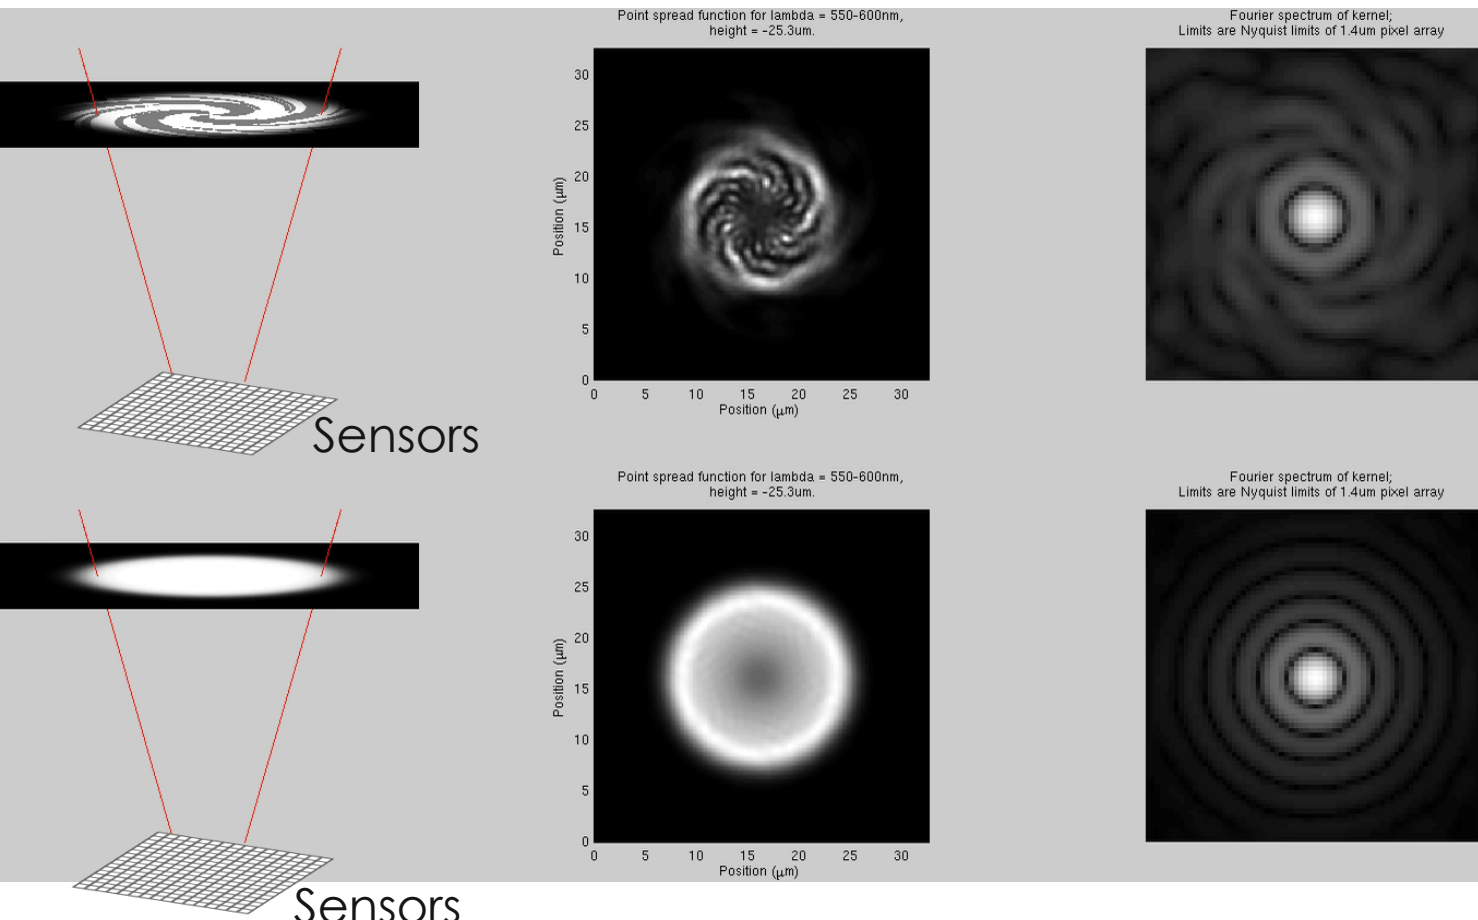 Point spread function for lambda = 550-600nm,
height = -25.3um.
Fourier spectrum of kernel;
Limits are Nyquist limits of 1.4um pixel array
30
25
20
15
10
5
0
Position (μm)
0 5 10 15 20 25 30
Position (μm)
Sensors
Point spread function for lambda = 550-600nm,
height = -25.3um.
Fourier spectrum of kernel;
Limits are Nyquist limits of 1.4um pixel array
30
25
20
15
10
5
0
Position (μm)
0 5 10 15 20 25 30
Position (μm)
Sensors